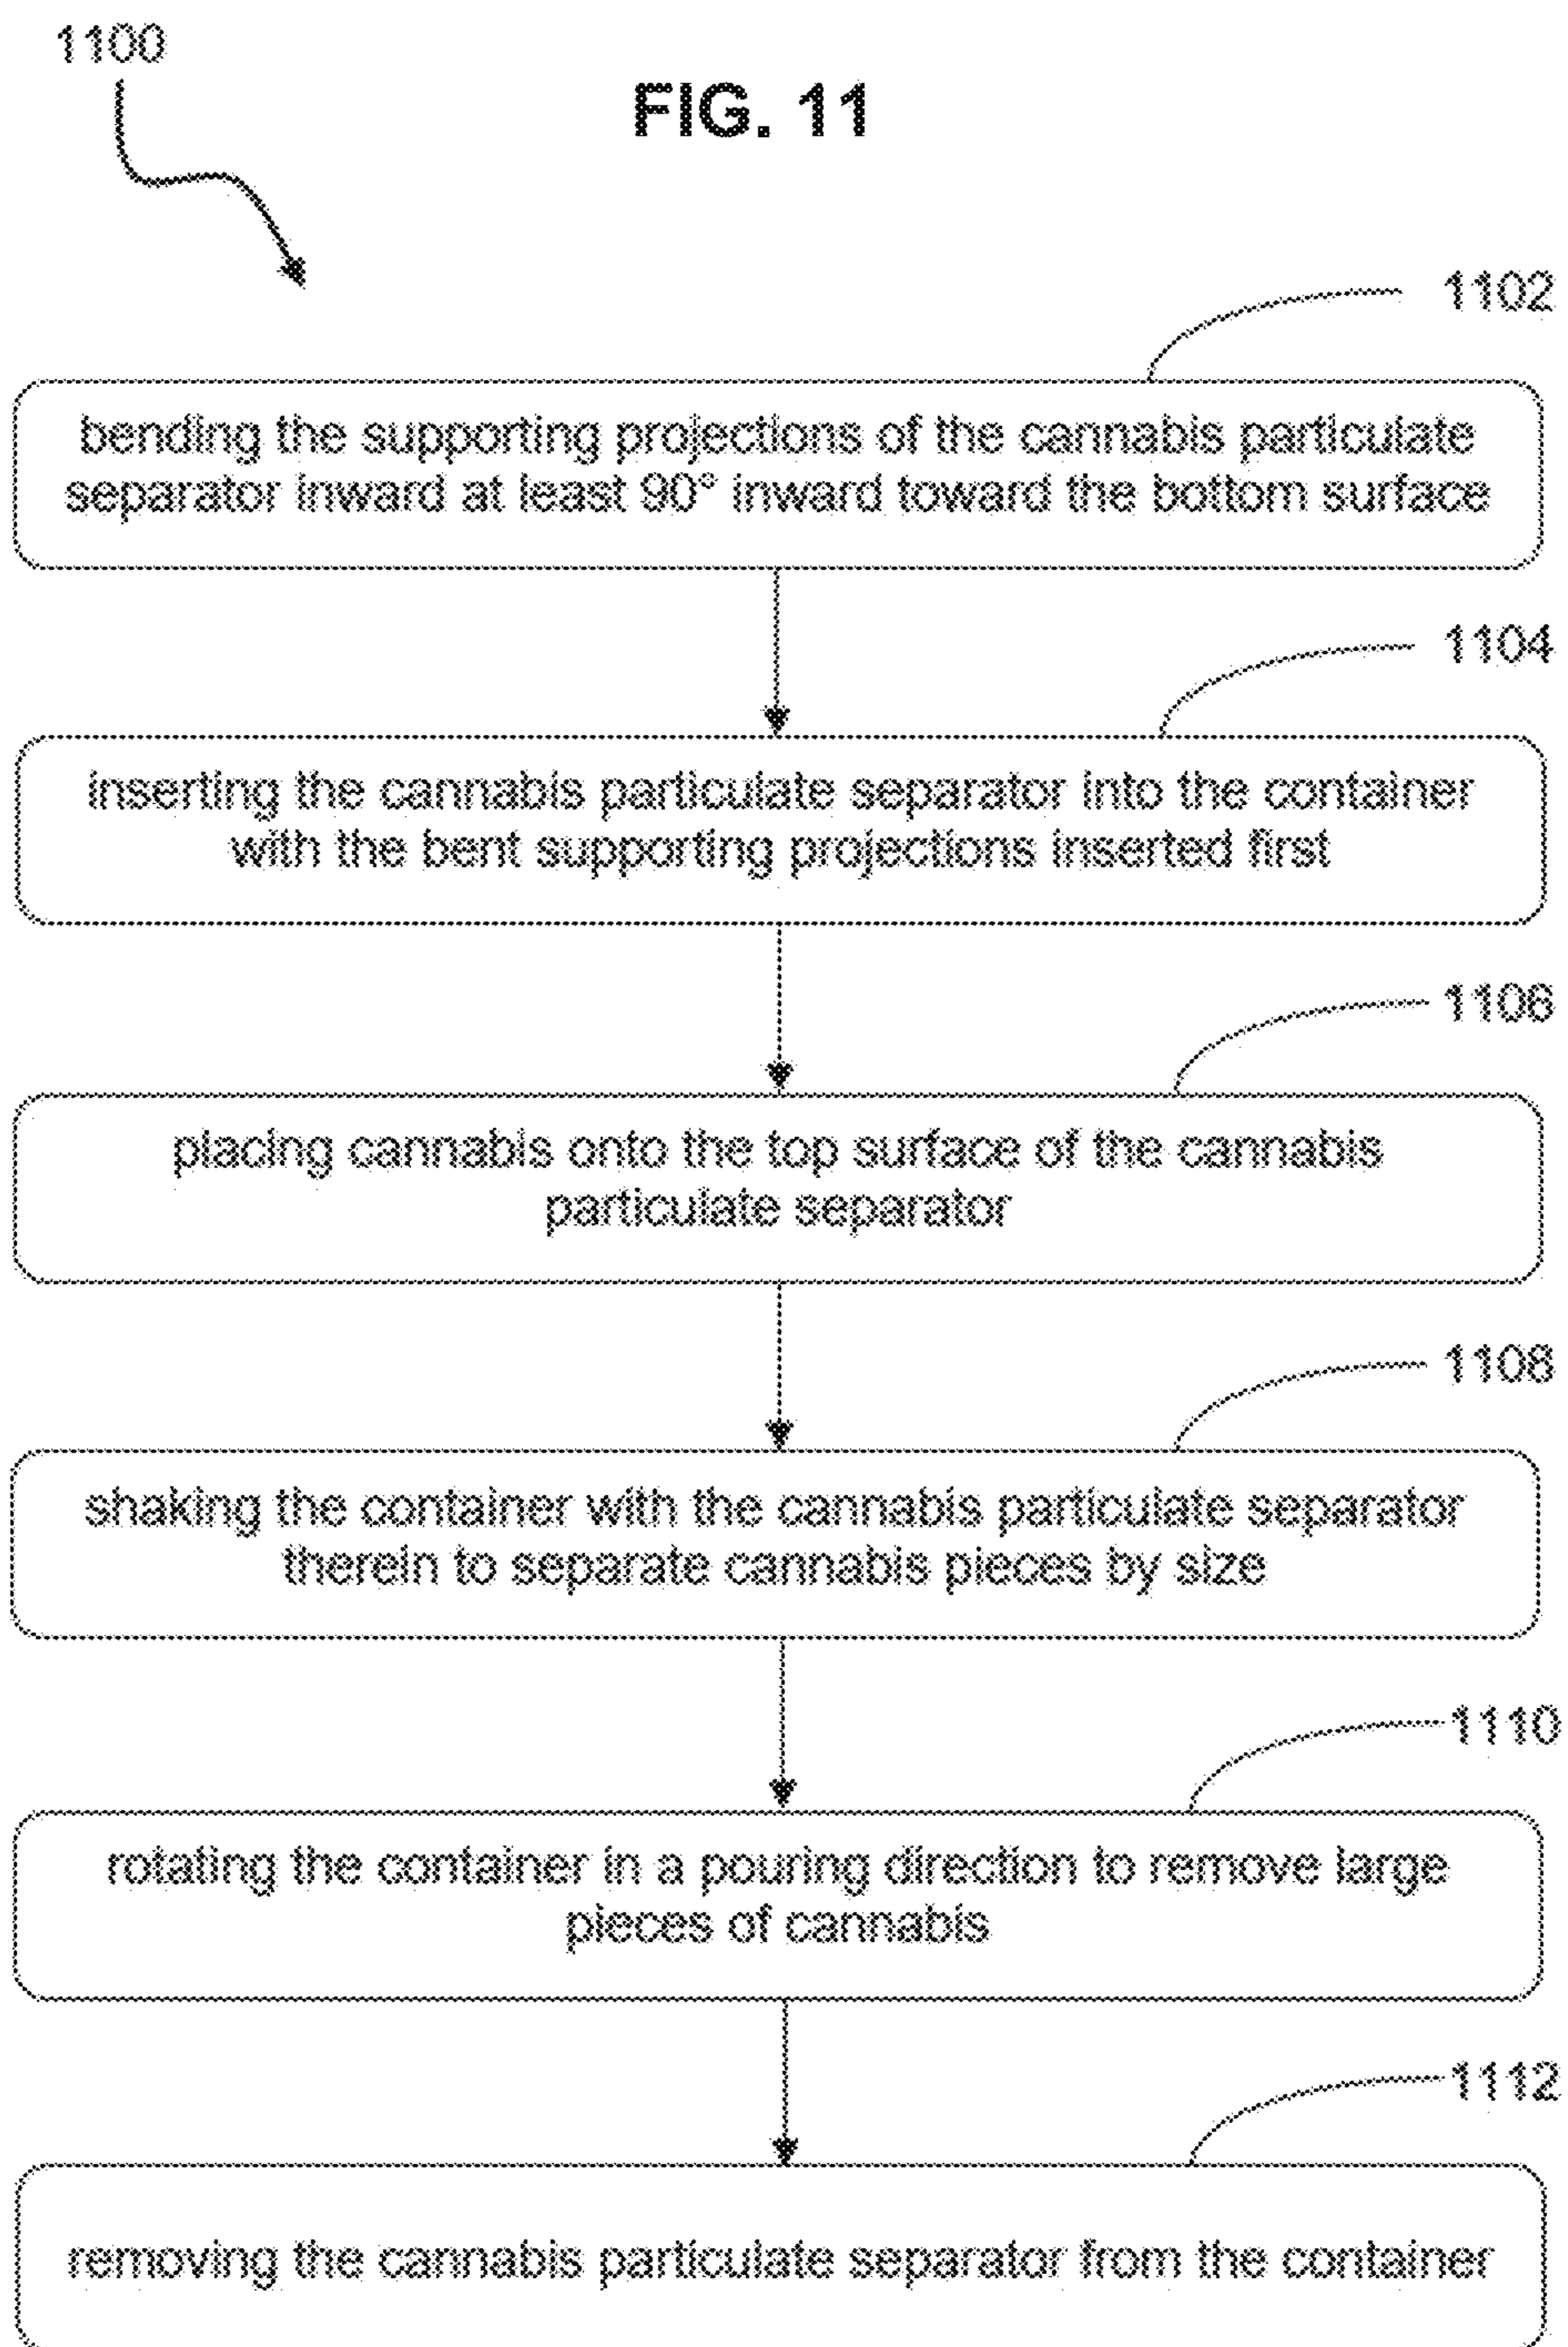 1100
FIG. 11
1102
bending the supporting projections of the cannabis particulate
separator inward at least 90° inward toward the bottom surface
1104
inserting the cannabis particulate separator into the container
with the bent supporting projections inserted first
1106
placing cannabis onto the top surface of the cannabis
particulate separator
1108
shaking the container with the cannabis particulate separator
therein to separate cannabis pieces by size
1110
rotating the container in a pouring direction to remove large
pieces of cannabis
1112
removing the cannabis particulate separator from the container